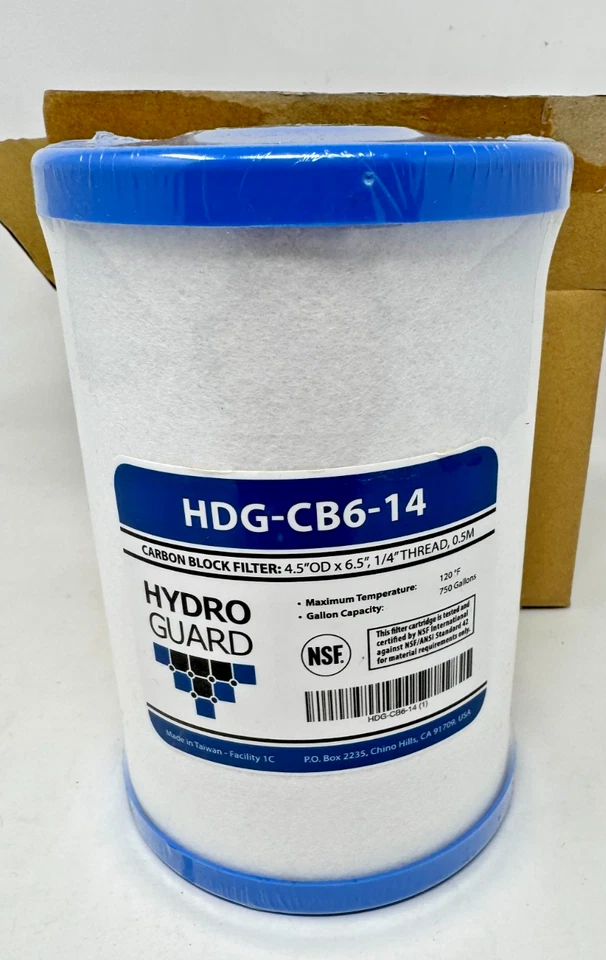 HDG-CB6-14
CARBON BLOCK FILTER: 4.5"OD x 6.5", 1/4" THREAD, 0.5M
HYDRO
GUARD
• Maximum Temperature: 120 °F
• Gallon Capacity: 750 Gallons
NSF.
This filter cartridge is tested and
certified by NSF International
against NSF/ANSI Standard 42
for material requirements only.
HDG-CB6-14 (1)
Made in Taiwan - Facility 1C
P.O. Box 2235, Chino Hills, CA 91709, USA